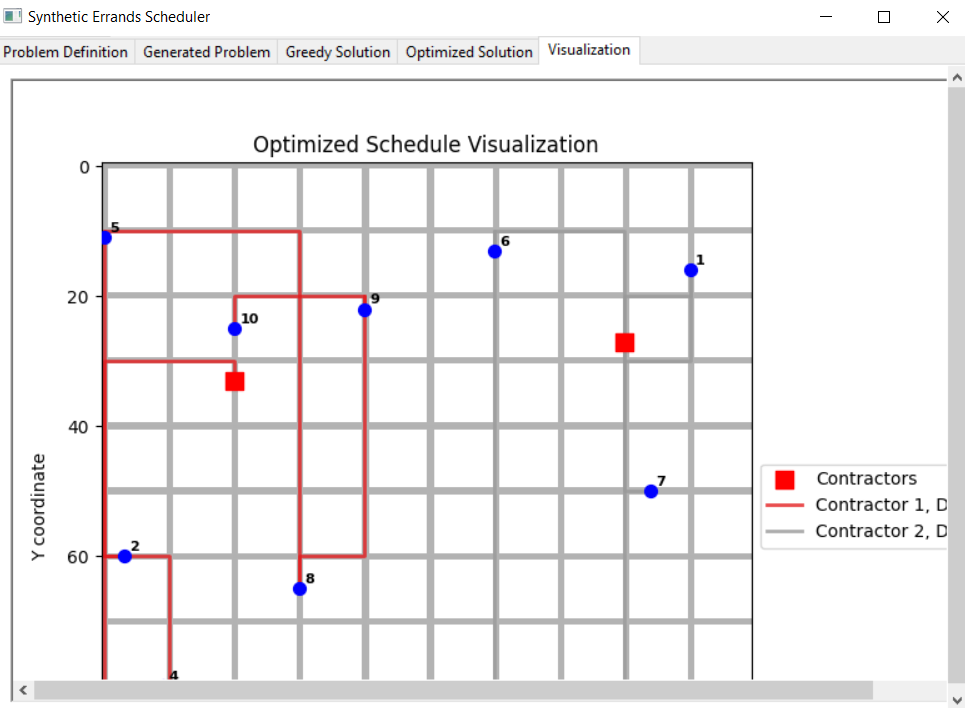 Synthetic Errands Scheduler
Problem Definition Generated Problem Greedy Solution Optimized Solution Visualization
Optimized Schedule Visualization
0
5
6
1
20
9
10
40
Y coordinate
7
Contractors
Contractor 1, D
Contractor 2, D
2
60
8
4